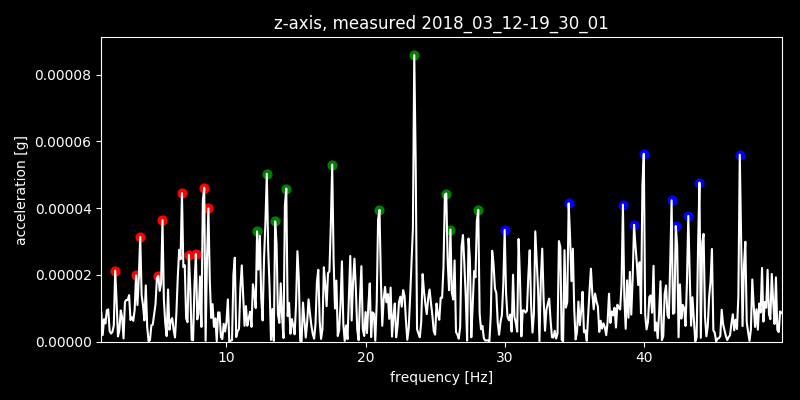 z-axis, measured 2018_03_12-19_30_01
0.00008
0.00006
0.00004
0.00002
0.00000
acceleration [g]
10 20 30 40
frequency [Hz]